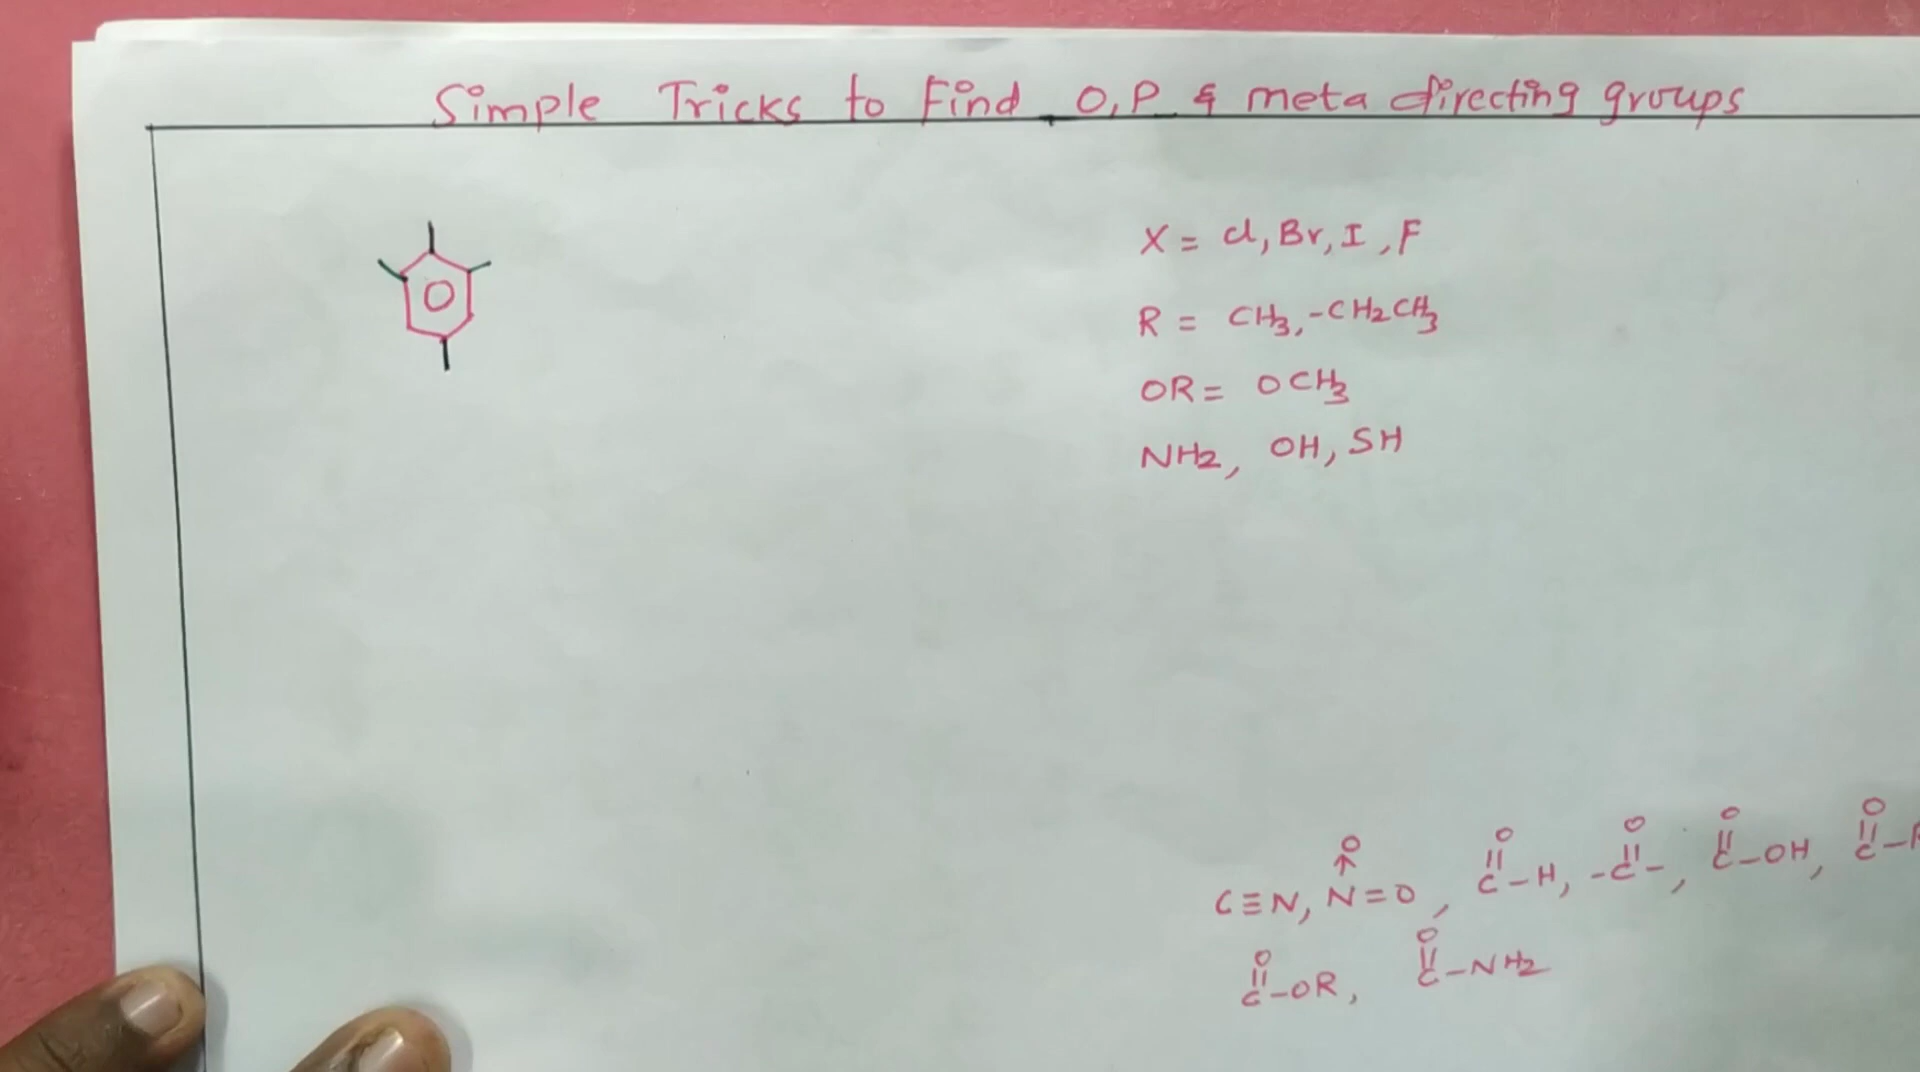 Simple Tricks to Find O,P & meta directing groups
X = Cl, Br, I, F
R = CH3, -CH2CH3
OR = OCH3
NH2, OH, SH
O O O O O
C≡N, N=O, C-H, -C-, C-OH, C-
O O
C-OR, C-NH2